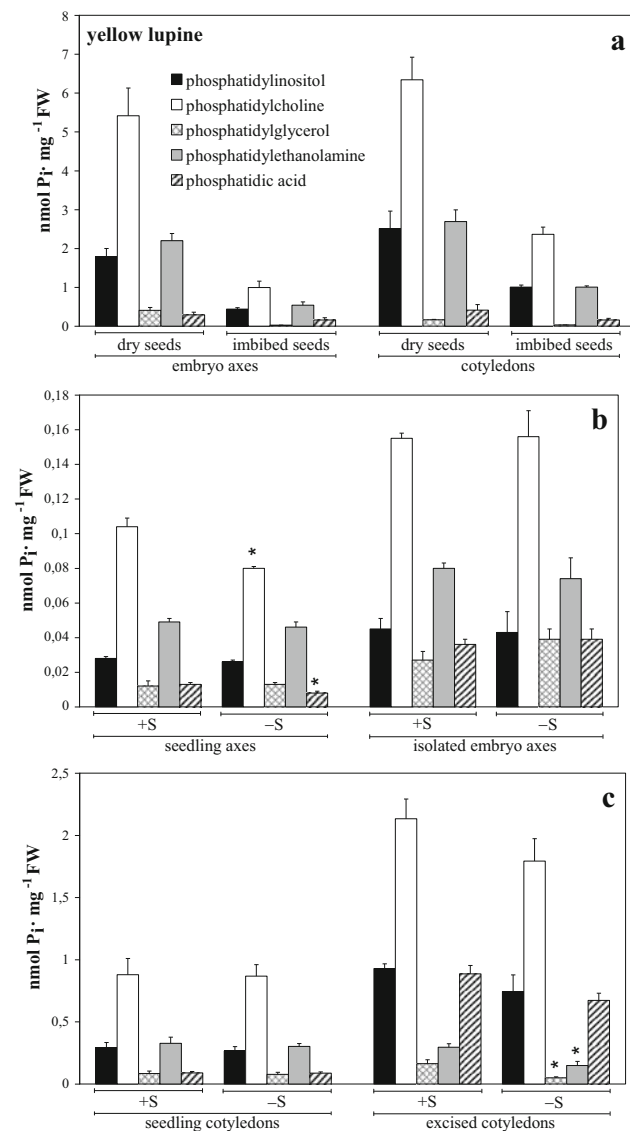 yellow lupine
a
phosphatidylinositol
phosphatidylcholine
phosphatidylglycerol
phosphatidylethanolamine
phosphatidic acid
nmol Pi· mg -1 FW
8
7
6
5
4
3
2
1
0
dry seeds
imbibed seeds
dry seeds
imbibed seeds
embryo axes
cotyledons
b
nmol Pi· mg -1 FW
0,18
0,16
0,14
0,12
0,1
0,08
0,06
0,04
0,02
0
*
*
+S
–S
+S
–S
seedling axes
isolated embryo axes
c
nmol Pi· mg -1 FW
2,5
2
1,5
1
0,5
0
* *
+S
–S
+S
–S
seedling cotyledons
excised cotyledons